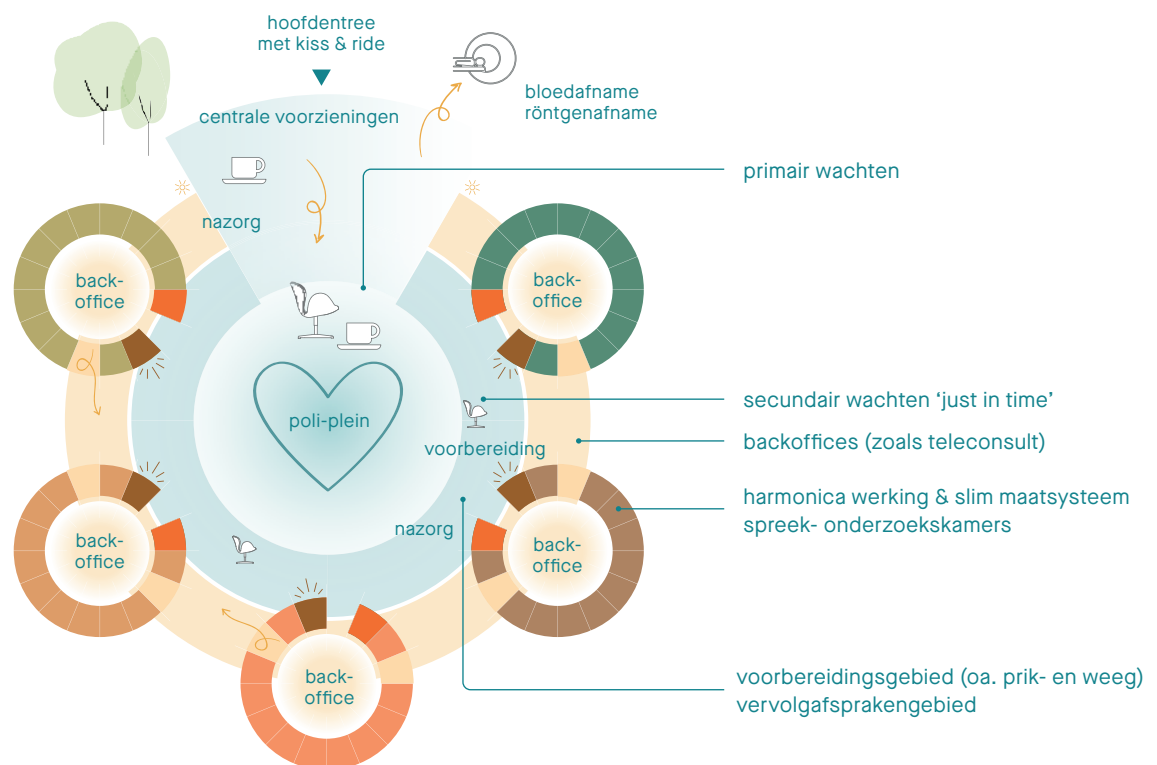 hoofdentree
met kiss & ride
bloedafname
röntgenafname
centrale voorzieningen
primair wachten
nazorg
back-
office
back-
office
secundair wachten ‘just in time’
poli-plein
backoffices (zoals teleconsult)
voorbereiding
harmonica werking & slim maatsysteem
spreek- onderzoekskamers
nazorg
back-
office
back-
office
back-
office
voorbereidingsgebied (oa. prik- en weeg)
vervolgafsprakengebied